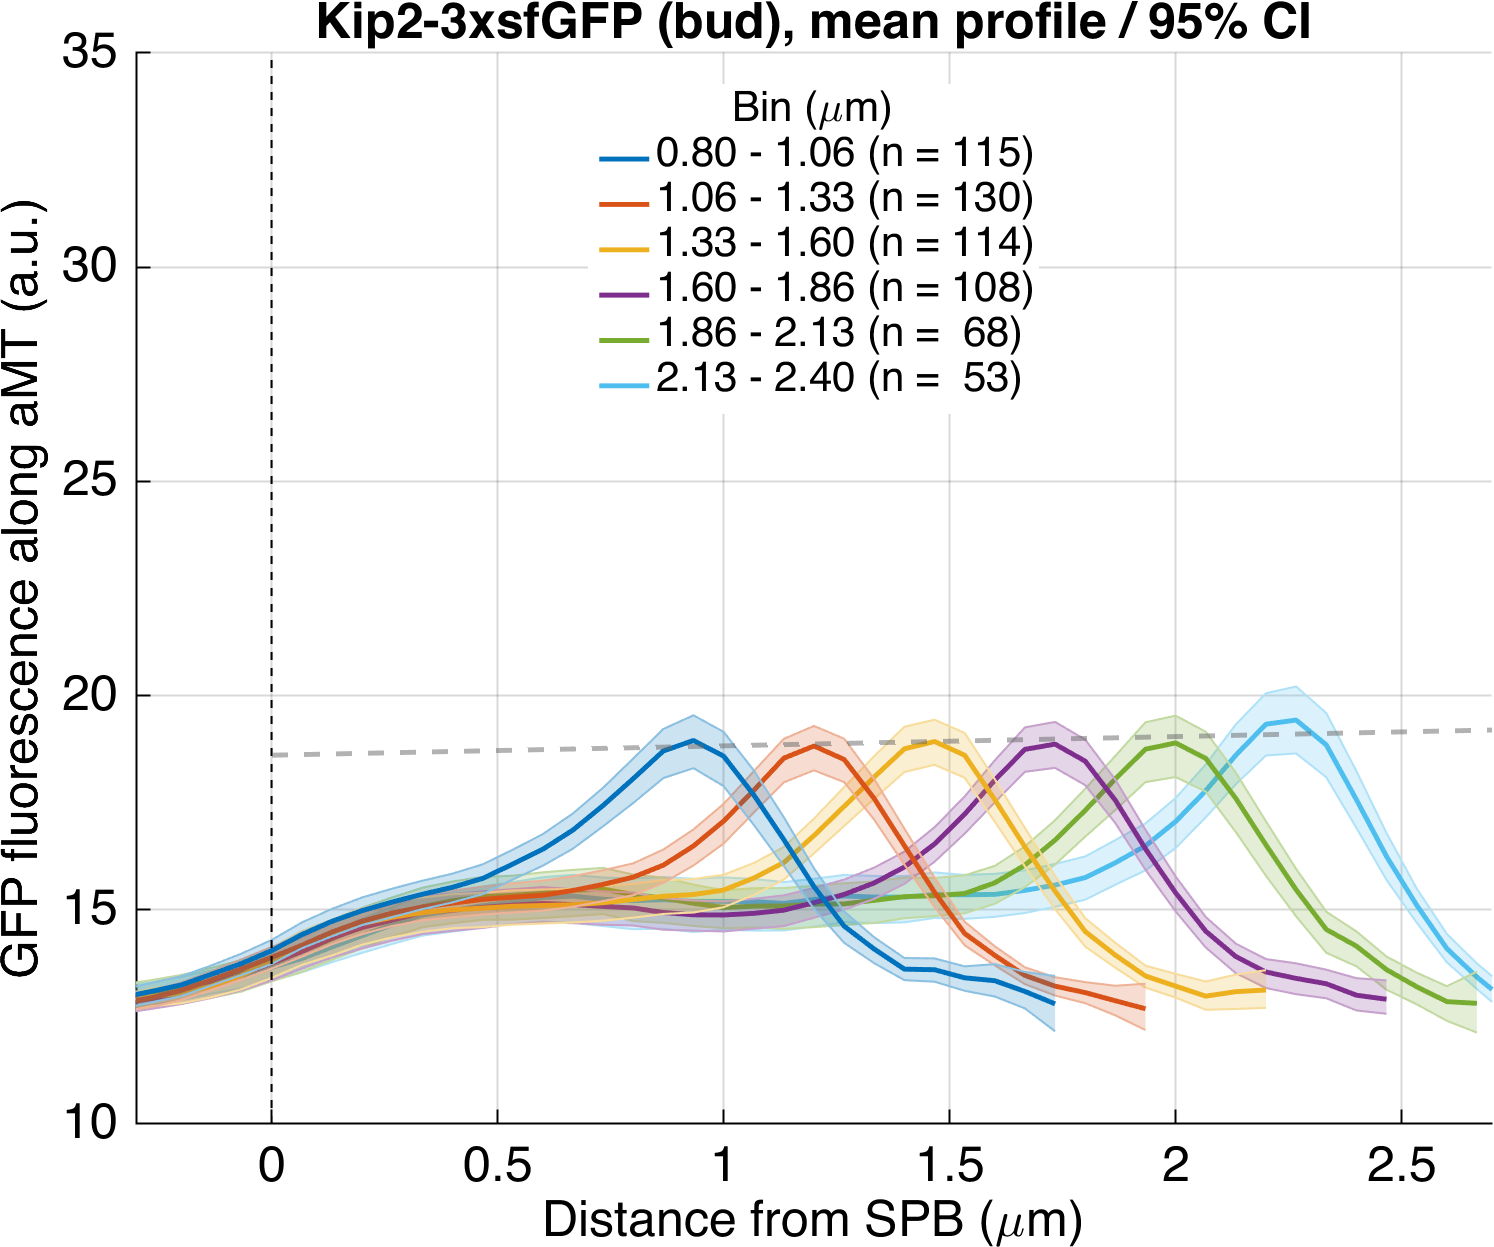 Kip2-3xsfGFP (bud), mean profile / 95% CI
35
30
25
20
15
10
GFP fluorescence along aMT (a.u.)
Bin (μm)
0.80 - 1.06 (n = 115)
1.06 - 1.33 (n = 130)
1.33 - 1.60 (n = 114)
1.60 - 1.86 (n = 108)
1.86 - 2.13 (n =  68)
2.13 - 2.40 (n =  53)
0 0.5 1 1.5 2 2.5
Distance from SPB (μm)